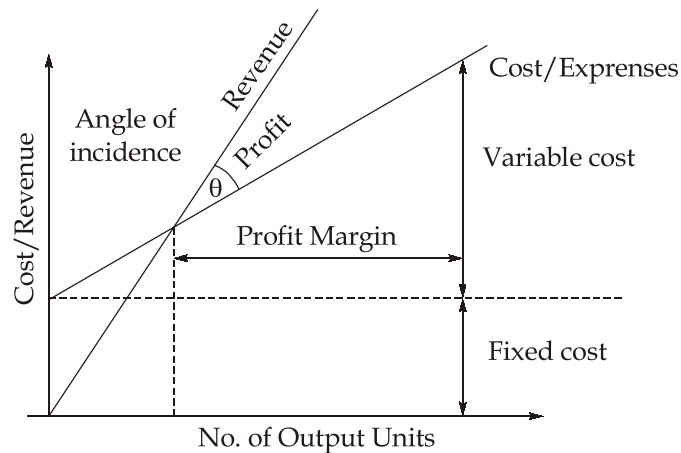 Revenue
Cost/Exprenses
Angle of
incidence
Profit
Variable cost
θ
Cost/Revenue
Profit Margin
Fixed cost
No. of Output Units